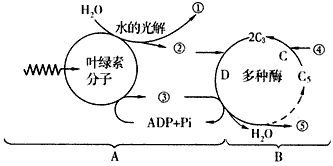 H₂O
水的光解
①
②
2C₃
C
④
叶绿素
分子
D
多种酶
C₅
③
ADP+Pi
H₂O
⑤
A
B